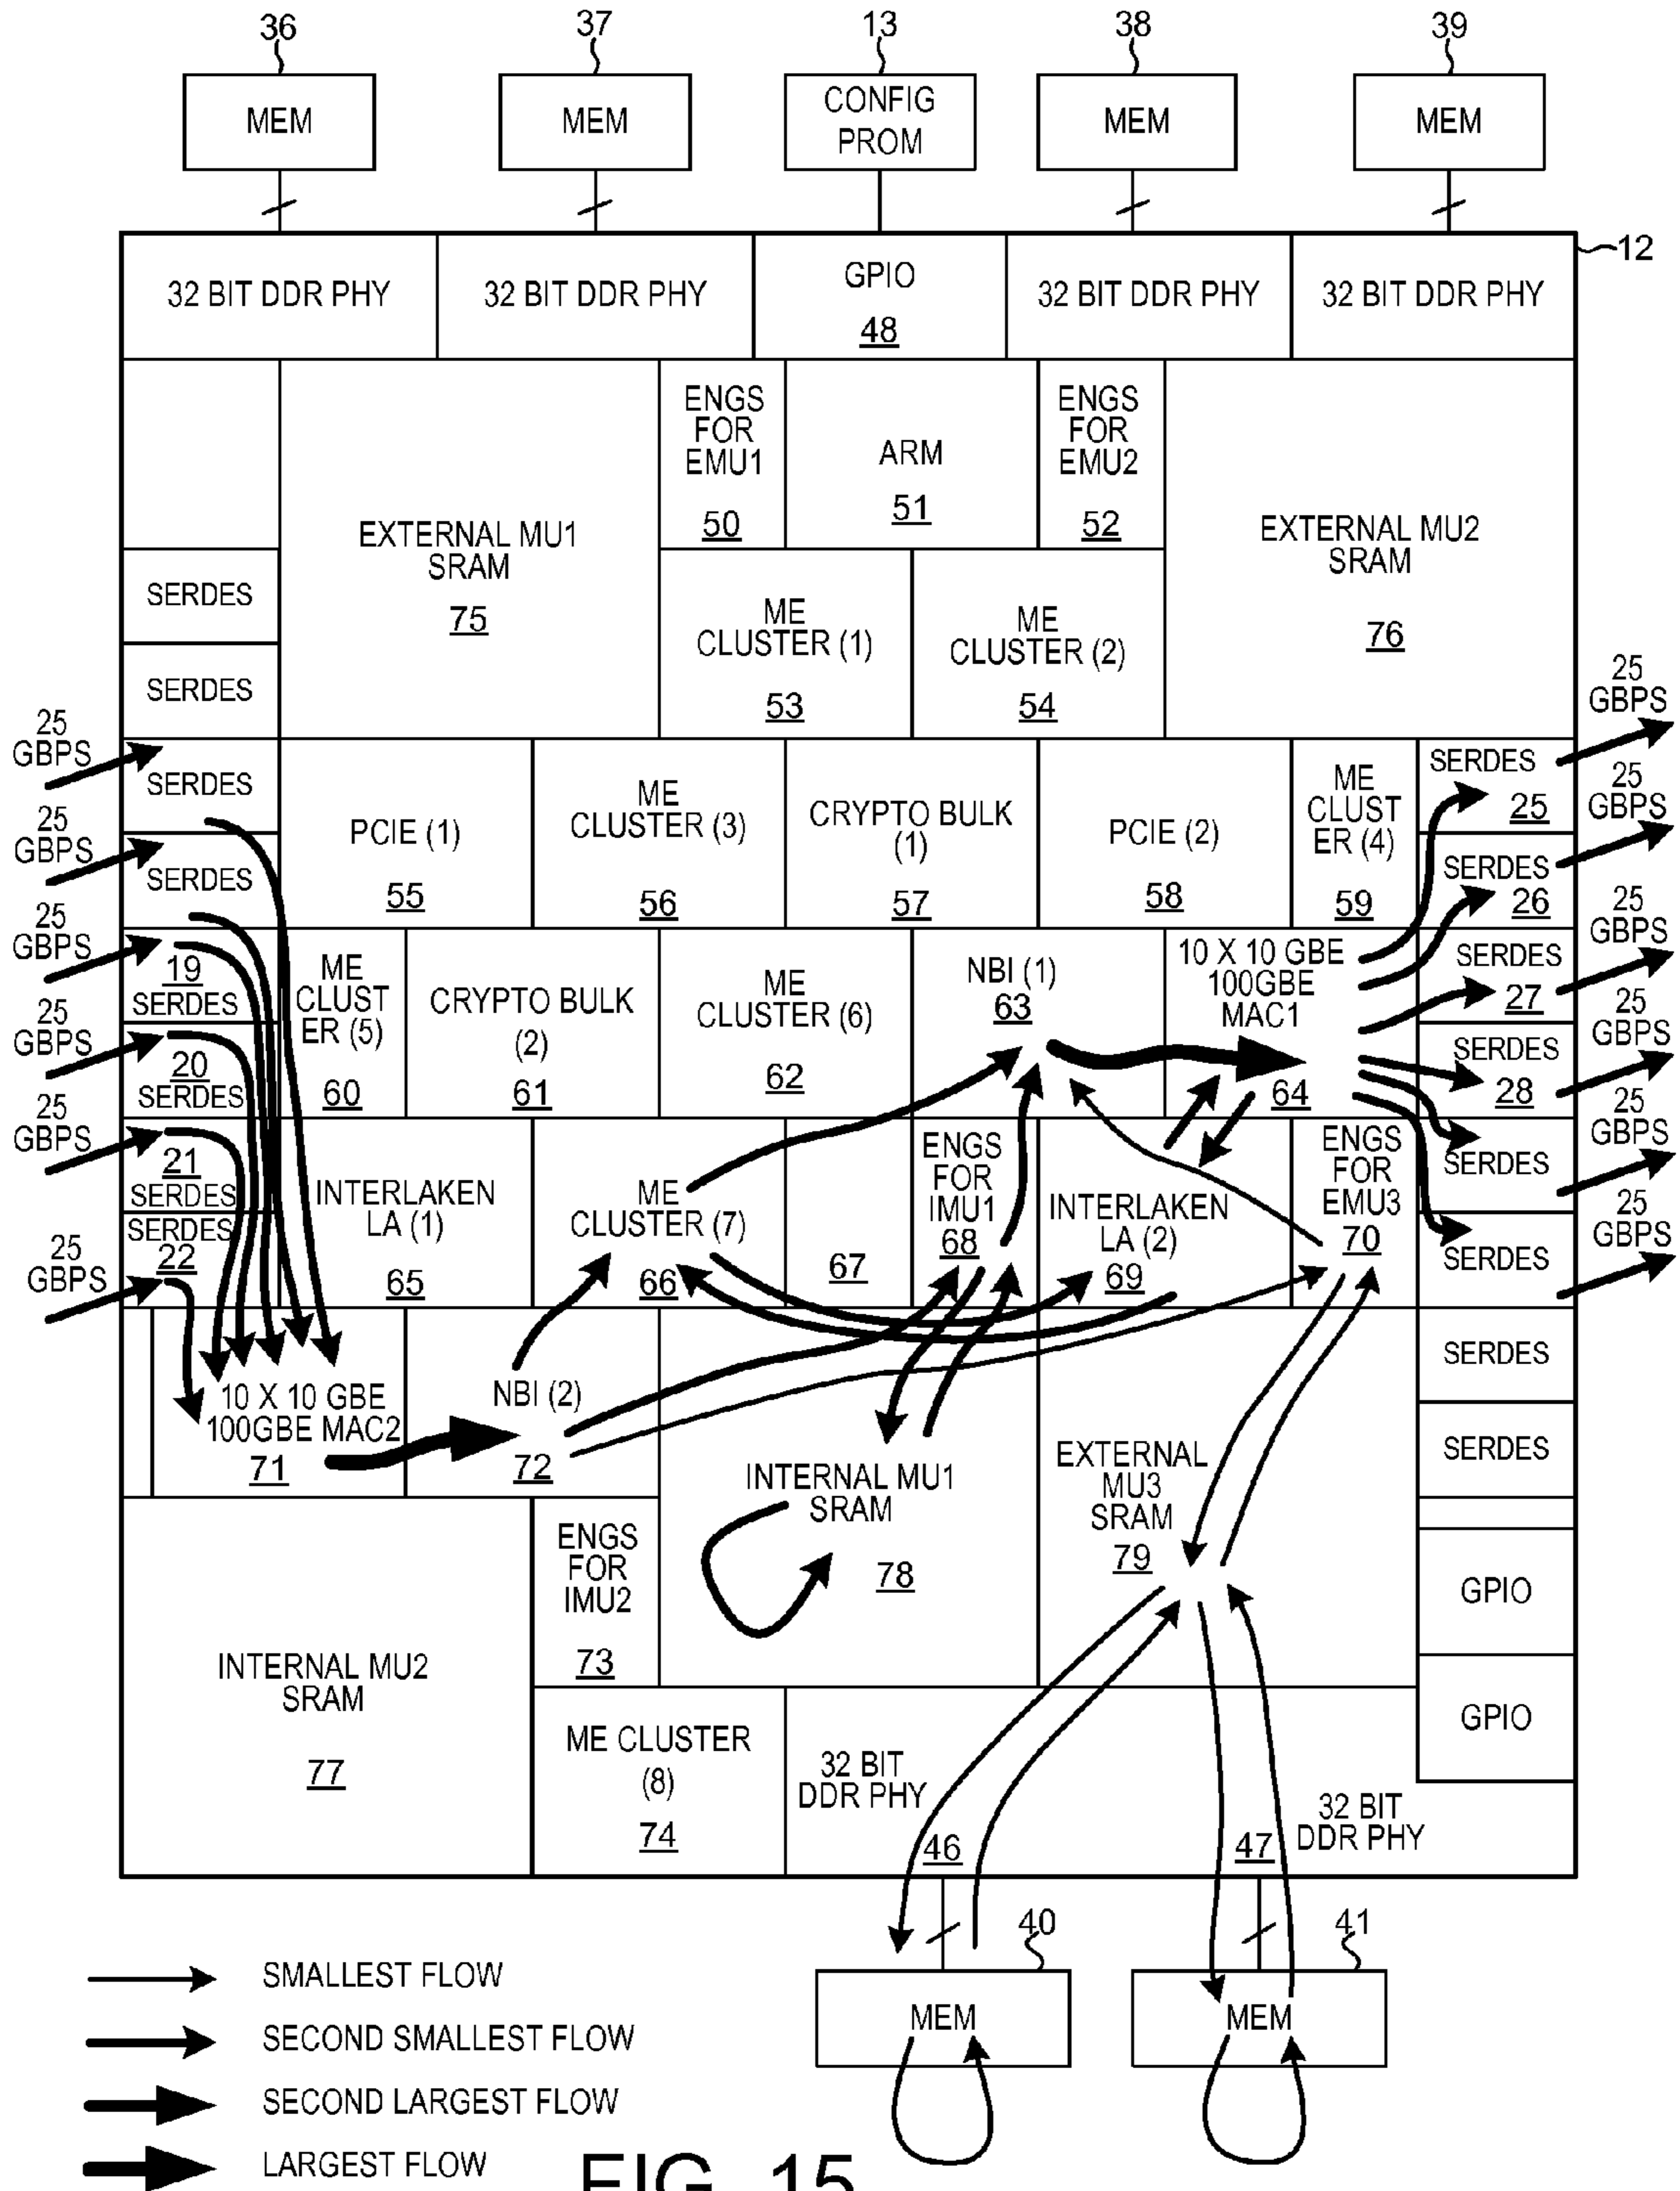 36
37
13
38
39
MEM
MEM
CONFIG
PROM
MEM
MEM
12
32 BIT DDR PHY
32 BIT DDR PHY
GPIO
48
32 BIT DDR PHY
32 BIT DDR PHY
EXTERNAL MU1
SRAM
75
ENGS
FOR
EMU1
50
ARM
51
ENGS
FOR
EMU2
52
EXTERNAL MU2
SRAM
76
SERDES
SERDES
ME
CLUSTER (1)
53
ME
CLUSTER (2)
54
25
GBPS
SERDES
25
GBPS
SERDES
PCIE (1)
55
ME
CLUSTER (3)
56
CRYPTO BULK
(1)
57
PCIE (2)
58
ME
CLUST
ER (4)
59
SERDES
25
25
GBPS
SERDES
26
25
GBPS
25
GBPS
19
SERDES
25
GBPS
20
SERDES
ME
CLUST
ER (5)
60
CRYPTO BULK
(2)
61
ME
CLUSTER (6)
62
NBI (1)
63
10 X 10 GBE
100GBE
MAC1
64
SERDES
27
25
GBPS
SERDES
28
25
GBPS
25
GBPS
21
SERDES
25
GBPS
SERDES
22
INTERLAKEN
LA (1)
65
ME
CLUSTER (7)
66
67
ENGS
FOR
IMU1
68
INTERLAKEN
LA (2)
69
ENGS
FOR
EMU3
70
SERDES
25
GBPS
SERDES
25
GBPS
10 X 10 GBE
100GBE MAC2
71
NBI (2)
72
INTERNAL MU1
SRAM
78
EXTERNAL
MU3
SRAM
79
SERDES
SERDES
GPIO
GPIO
INTERNAL MU2
SRAM
77
ENGS
FOR
IMU2
73
ME CLUSTER
(8)
74
32 BIT
DDR PHY
46
47
32 BIT
DDR PHY
40
41
MEM
MEM
SMALLEST FLOW
SECOND SMALLEST FLOW
SECOND LARGEST FLOW
LARGEST FLOW
FIG. 15